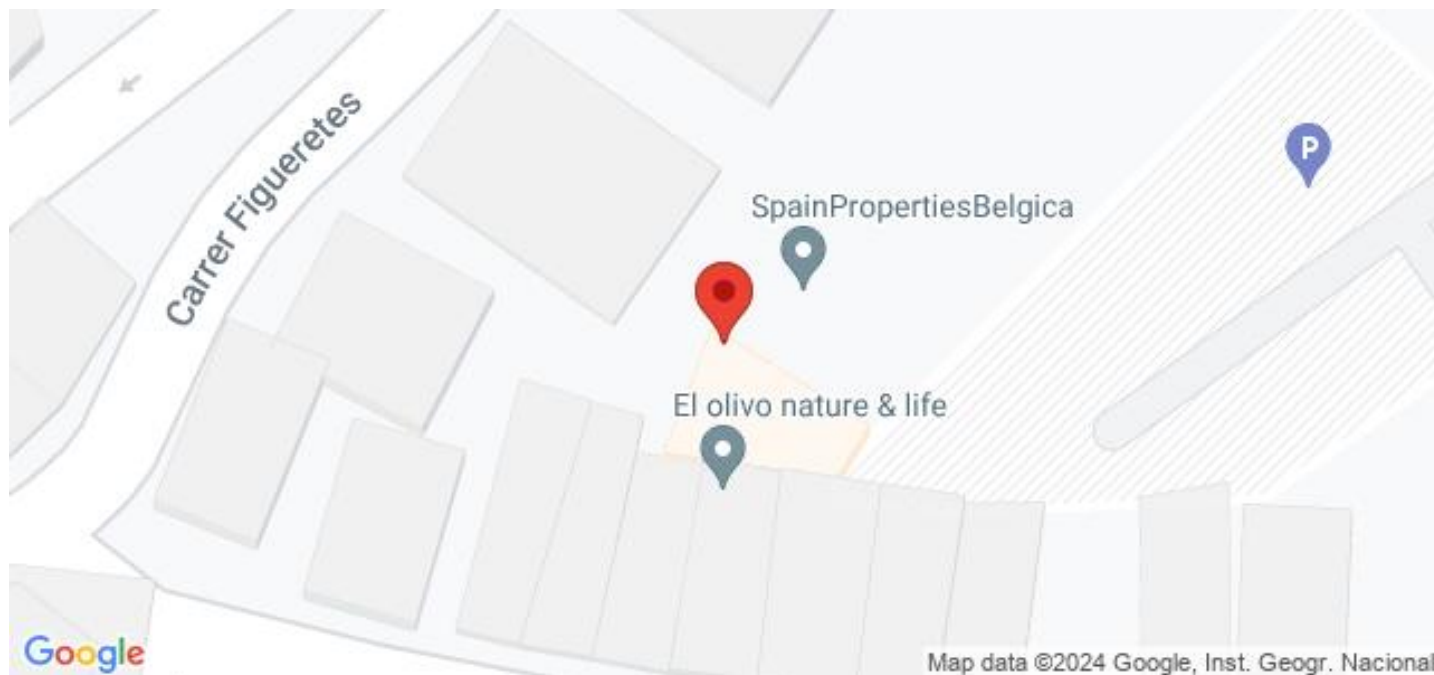 Carrer Figueretes
P
SpainPropertiesBelgica
El olivo nature & life
Google
Map data ©2024 Google, Inst. Geogr. Nacional